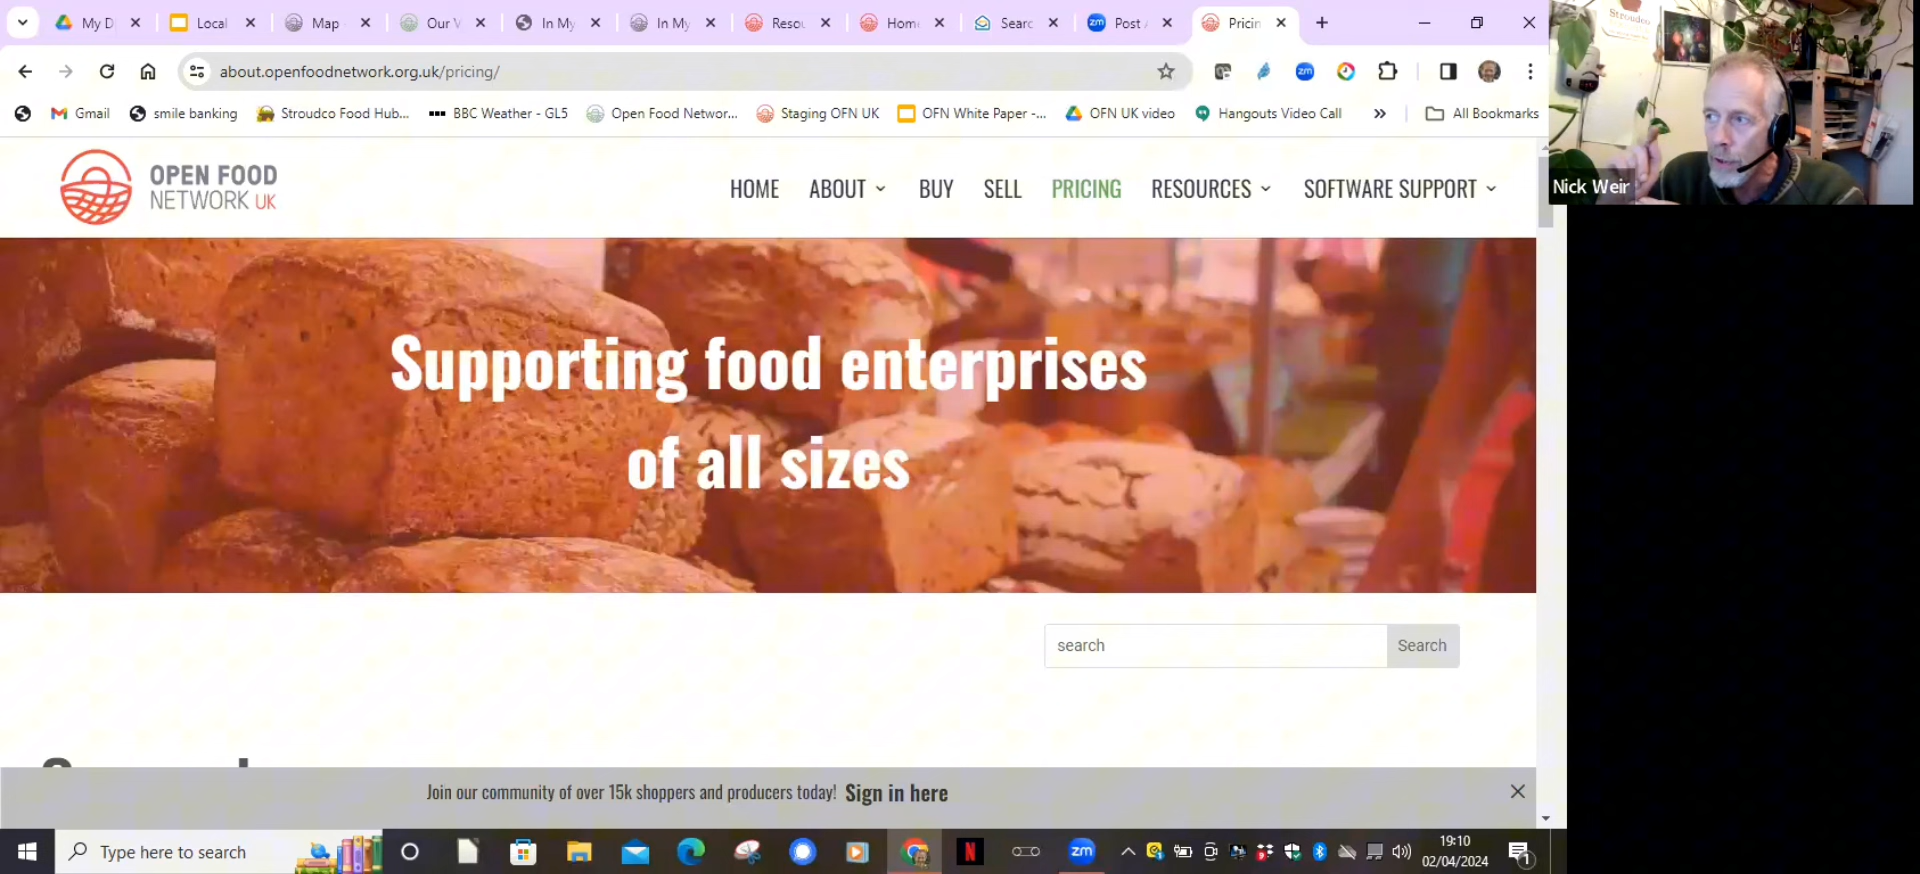 My D
Local
Map
Our V
In My
In My
Resou
Hom
Searc
Post
Pricin
about.openfoodnetwork.org.uk/pricing/
Gmail
smile banking
Stroudco Food Hub...
BBC Weather - GL5
Open Food Networ...
Staging OFN UK
OFN White Paper -...
OFN UK video
Hangouts Video Call
All Bookmarks
Stroudco
Nick Weir
OPEN FOOD
NETWORK UK
HOME
ABOUT
BUY
SELL
PRICING
RESOURCES
SOFTWARE SUPPORT
Supporting food enterprises
of all sizes
search
Search
Join our community of over 15k shoppers and producers today! Sign in here
Type here to search
zm
19:10
02/04/2024
1